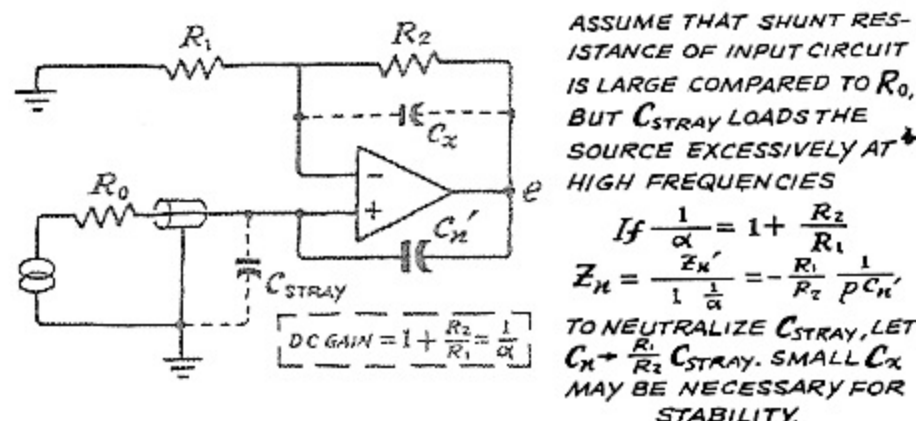 R₁
R₂
Cx
R₀
−
+
e
Cn′
CSTRAY
DC GAIN = 1 + R₂/R₁ = 1/α
ASSUME THAT SHUNT RES-
ISTANCE OF INPUT CIRCUIT
IS LARGE COMPARED TO R₀,
BUT CSTRAY LOADS THE
SOURCE EXCESSIVELY AT
HIGH FREQUENCIES
If 1/α = 1 + R₂/R₁
Zn = Zn′/(1 1/α) = - R₁/R₂ 1/pCn′
TO NEUTRALIZE CSTRAY, LET
Cn → R₁/R₂ CSTRAY. SMALL Cx
MAY BE NECESSARY FOR
STABILITY.